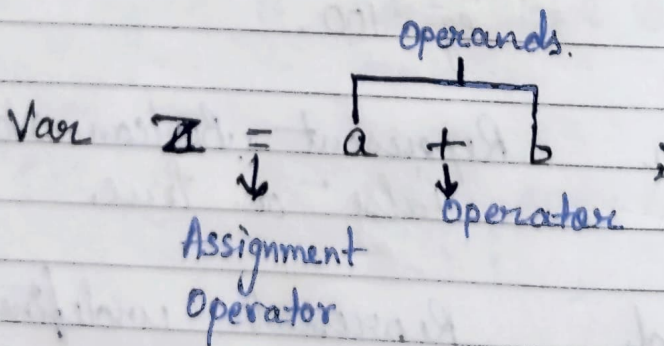 Operands.
Var z = a + b ;
Operator
Assignment
Operator